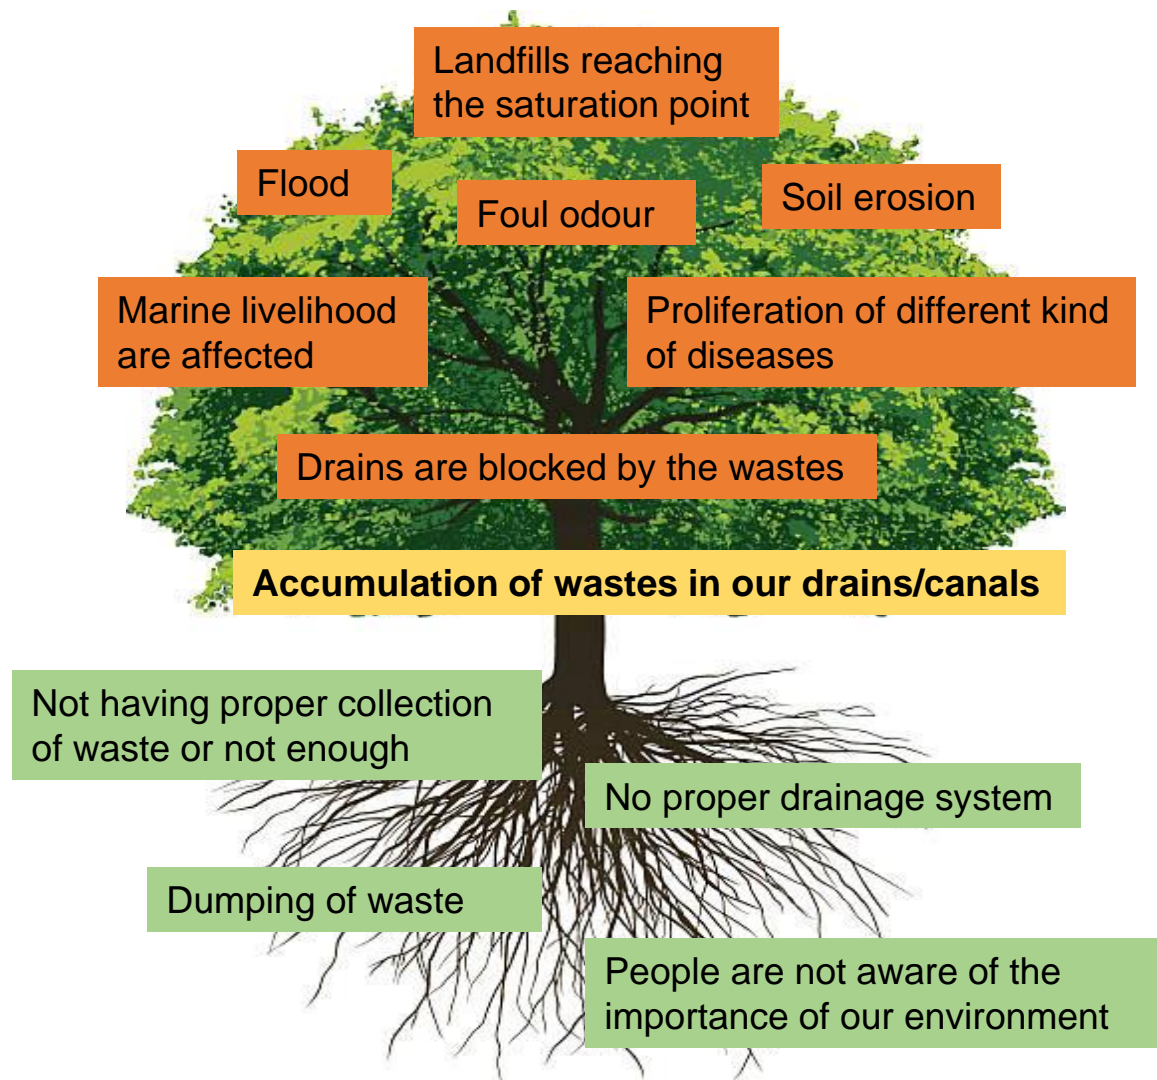 Landfills reaching
the saturation point
Flood
Foul odour
Soil erosion
Marine livelihood
are affected
Proliferation of different kind
of diseases
Drains are blocked by the wastes
Accumulation of wastes in our drains/canals
Not having proper collection
of waste or not enough
No proper drainage system
Dumping of waste
People are not aware of the
importance of our environment